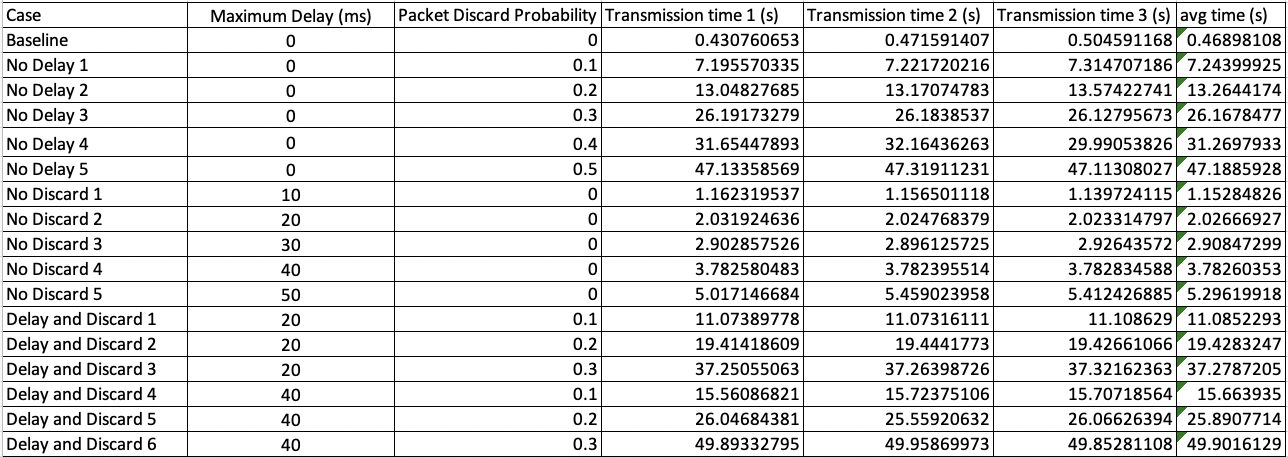 Case Maximum Delay (ms) Packet Discard Probability Transmission time 1 (s) Transmission time 2 (s) Transmission time 3 (s) avg time (s)
Baseline 0 0 0.430760653 0.471591407 0.504591168 0.46898108
No Delay 1 0 0.1 7.195570335 7.221720216 7.314707186 7.24399925
No Delay 2 0 0.2 13.04827685 13.17074783 13.57422741 13.2644174
No Delay 3 0 0.3 26.19173279 26.1838537 26.12795673 26.1678477
No Delay 4 0 0.4 31.65447893 32.16436263 29.99053826 31.2697933
No Delay 5 0 0.5 47.13358569 47.31911231 47.11308027 47.1885928
No Discard 1 10 0 1.162319537 1.156501118 1.139724115 1.15284826
No Discard 2 20 0 2.031924636 2.024768379 2.023314797 2.02666927
No Discard 3 30 0 2.902857526 2.896125725 2.92643572 2.90847299
No Discard 4 40 0 3.782580483 3.782395514 3.782834588 3.78260353
No Discard 5 50 0 5.017146684 5.459023958 5.412426885 5.29619918
Delay and Discard 1 20 0.1 11.07389778 11.07316111 11.108629 11.0852293
Delay and Discard 2 20 0.2 19.41418609 19.4441773 19.42661066 19.4283247
Delay and Discard 3 20 0.3 37.25055063 37.26398726 37.32162363 37.2787205
Delay and Discard 4 40 0.1 15.56086821 15.72375106 15.70718564 15.663935
Delay and Discard 5 40 0.2 26.04684381 25.55920632 26.06626394 25.8907714
Delay and Discard 6 40 0.3 49.89332795 49.95869973 49.85281108 49.9016129